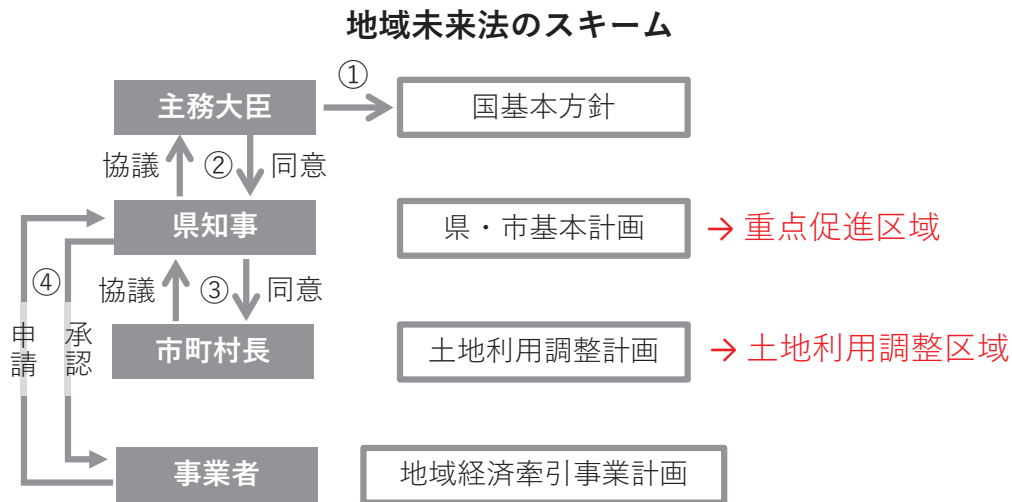 地域未来法のスキーム
①
主務大臣
国基本方針
協議
②
同意
県知事
県・市基本計画
→ 重点促進区域
④
協議
③
同意
申請
承認
市町村長
土地利用調整計画
→ 土地利用調整区域
事業者
地域経済牽引事業計画